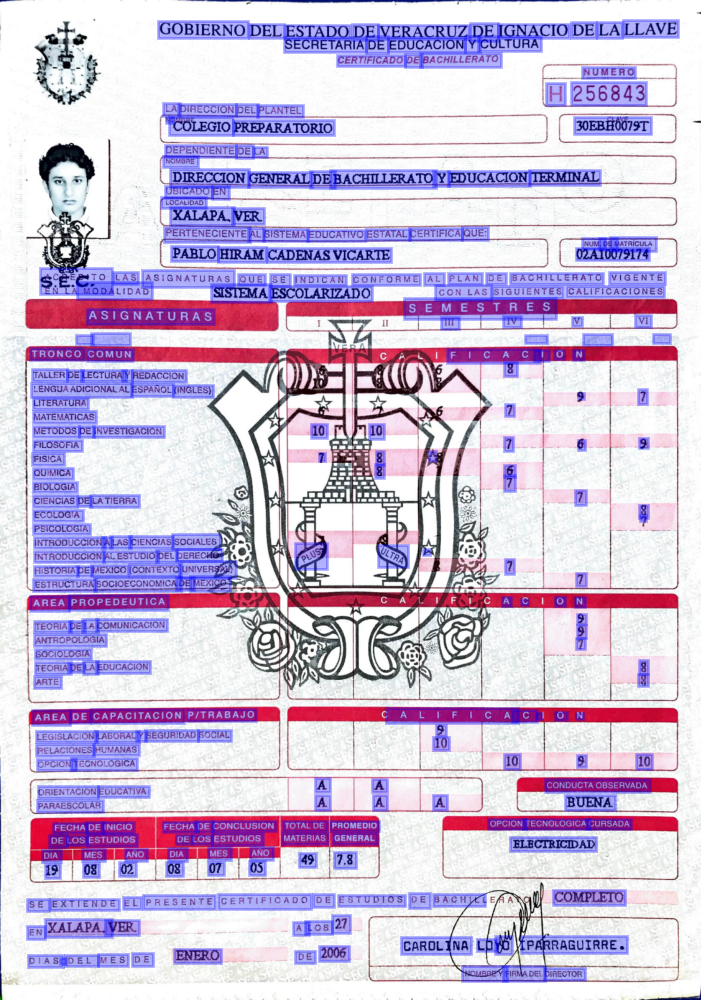 GOBIERNO DEL ESTADO DE VERACRUZ DE IGNACIO DE LA LLAVE
SECRETARIA DE EDUCACION Y CULTURA
CERTIFICADO DE BACHILLERATO
NUMERO
H 256843
LA DIRECCION DEL PLANTEL
NOMBRE
COLEGIO PREPARATORIO
CLAVE
30EBH0079T
DEPENDIENTE DE LA
NOMBRE
DIRECCION GENERAL DE BACHILLERATO Y EDUCACION TERMINAL
UBICADO EN
LOCALIDAD
XALAPA, VER.
PERTENECIENTE AL SISTEMA EDUCATIVO ESTATAL CERTIFICA QUE:
PABLO HIRAM CADENAS VICARTE
NUM. DE MATRICULA
02A10079174
S.E.C.
LAS ASIGNATURAS QUE SE INDICAN CONFORME AL PLAN DE BACHILLERATO VIGENTE
EN LA MODALIDAD SISTEMA ESCOLARIZADO CON LAS SIGUIENTES CALIFICACIONES
ASIGNATURAS
SEMESTRES
I II III IV V VI
VERA
TRONCO COMUN
CALIFICACION
TALLER DE LECTURA Y REDACCION 8 6 8
LENGUA ADICIONAL AL ESPAÑOL (INGLES) 10 8
LITERATURA 9 7
MATEMATICAS 6 7
METODOS DE INVESTIGACION 10 10
FILOSOFIA 7 6 9
FISICA 7 8
QUIMICA 8 6
BIOLOGIA 7
CIENCIAS DE LA TIERRA 7
ECOLOGIA 8
PSICOLOGIA 7
INTRODUCCION A LAS CIENCIAS SOCIALES
INTRODUCCION AL ESTUDIO DEL DERECHO
PLUS ULTRA
HISTORIA DE MEXICO (CONTEXTO UNIVERSAL) 8 7
ESTRUCTURA SOCIOECONOMICA DE MEXICO 7
AREA PROPEDEUTICA
CALIFICACION
TEORIA DE LA COMUNICACION 9
ANTROPOLOGIA 9
SOCIOLOGIA 7
TEORIA DE LA EDUCACION 8
ARTE 8
AREA DE CAPACITACION P/TRABAJO
CALIFICACION
LEGISLACION LABORAL Y SEGURIDAD SOCIAL 9
RELACIONES HUMANAS 10
OPCION TECNOLOGICA 10 9 10
ORIENTACION EDUCATIVA A A
PARAESCOLAR A A A
CONDUCTA OBSERVADA
BUENA
FECHA DE INICIO DE LOS ESTUDIOS
DIA MES AÑO
19 08 02
FECHA DE CONCLUSION DE LOS ESTUDIOS
DIA MES AÑO
08 07 05
TOTAL DE MATERIAS
49
PROMEDIO GENERAL
7.8
OPCION TECNOLOGICA CURSADA
ELECTRICIDAD
SE EXTIENDE EL PRESENTE CERTIFICADO DE ESTUDIOS DE BACHILLERATO COMPLETO
EN XALAPA, VER. A LOS 27
DIAS DEL MES DE ENERO DE 2006
CAROLINA IPARRAGUIRRE.
NOMBRE Y FIRMA DEL DIRECTOR